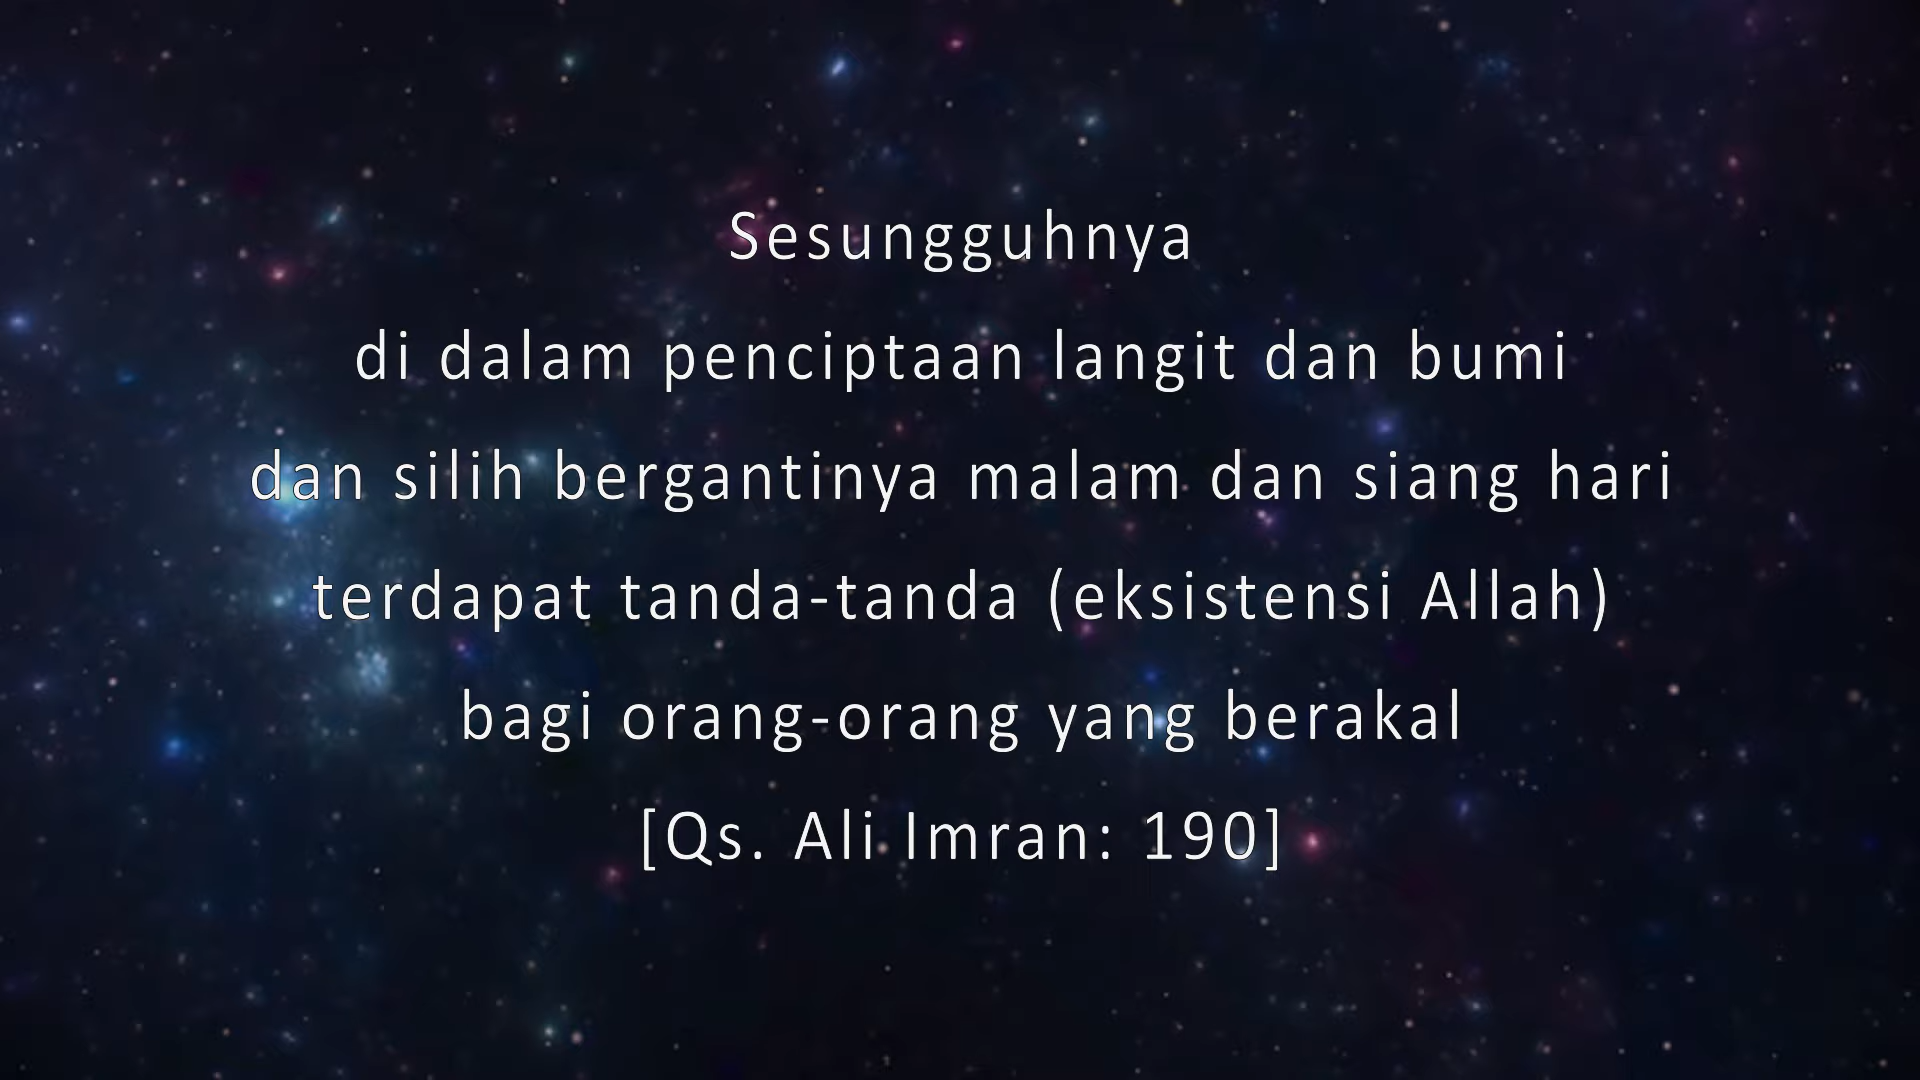 Sesungguhnya
di dalam penciptaan langit dan bumi
dan silih bergantinya malam dan siang hari
terdapat tanda-tanda (eksistensi Allah)
bagi orang-orang yang berakal
[Qs. Ali Imran: 190]